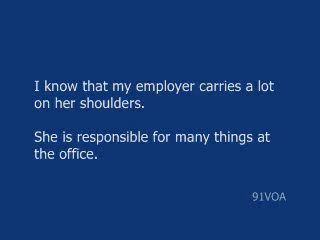 I know that my employer carries a lot
on her shoulders.
She is responsible for many things at
the office.
91VOA